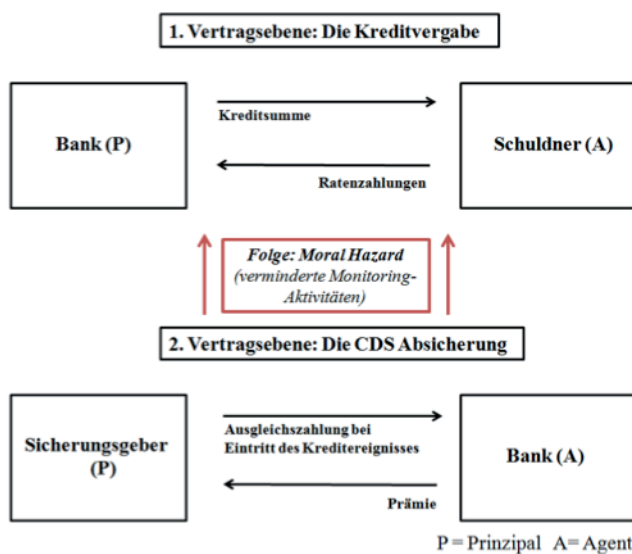 1. Vertragsebene: Die Kreditvergabe
Bank (P)
Kreditsumme
Ratenzahlungen
Schuldner (A)
Folge: Moral Hazard
(verminderte Monitoring-
Aktivitäten)
2. Vertragsebene: Die CDS Absicherung
Sicherungsgeber
(P)
Ausgleichszahlung bei
Eintritt des Kreditereignisses
Prämie
Bank (A)
P = Prinzipal A= Agent